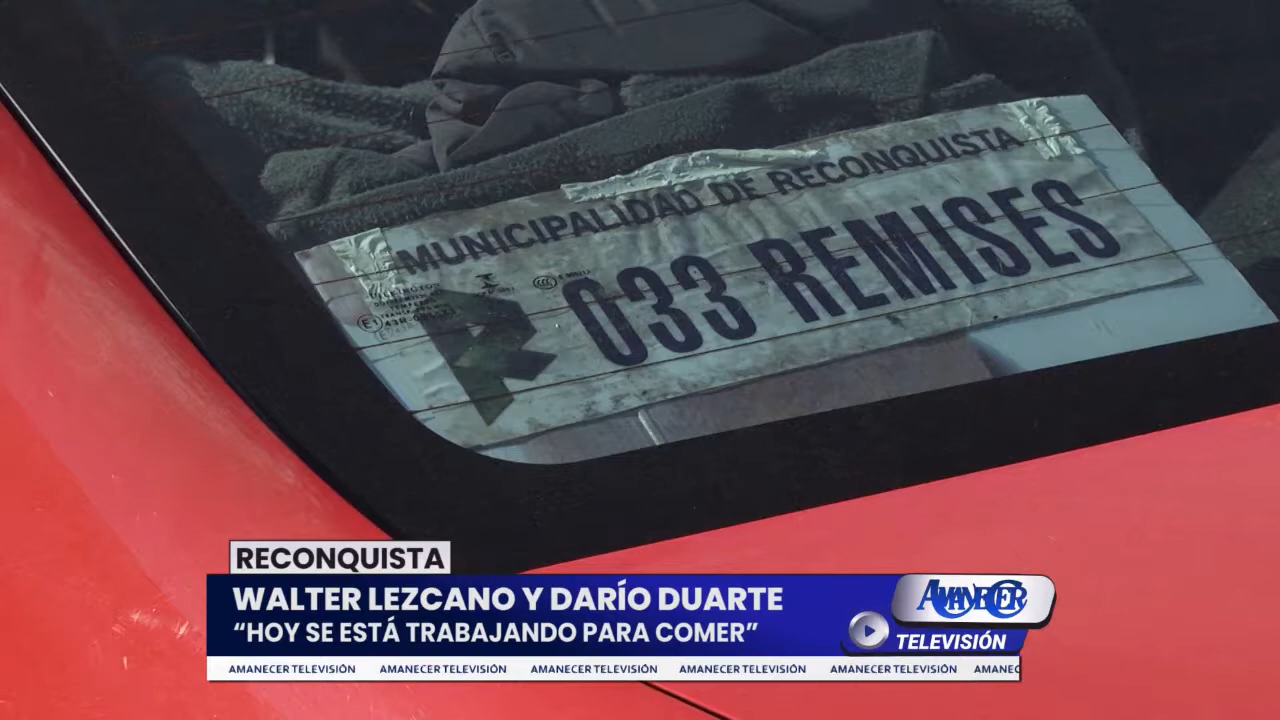 MUNICIPALIDAD DE RECONQUISTA
033 REMISES
RECONQUISTA
WALTER LEZCANO Y DARÍO DUARTE
“HOY SE ESTÁ TRABAJANDO PARA COMER”
AMANECER
TELEVISIÓN
AMANECER TELEVISIÓN AMANECER TELEVISIÓN AMANECER TELEVISIÓN AMANECER TELEVISIÓN AMANECER TELEVISIÓN AMANEC